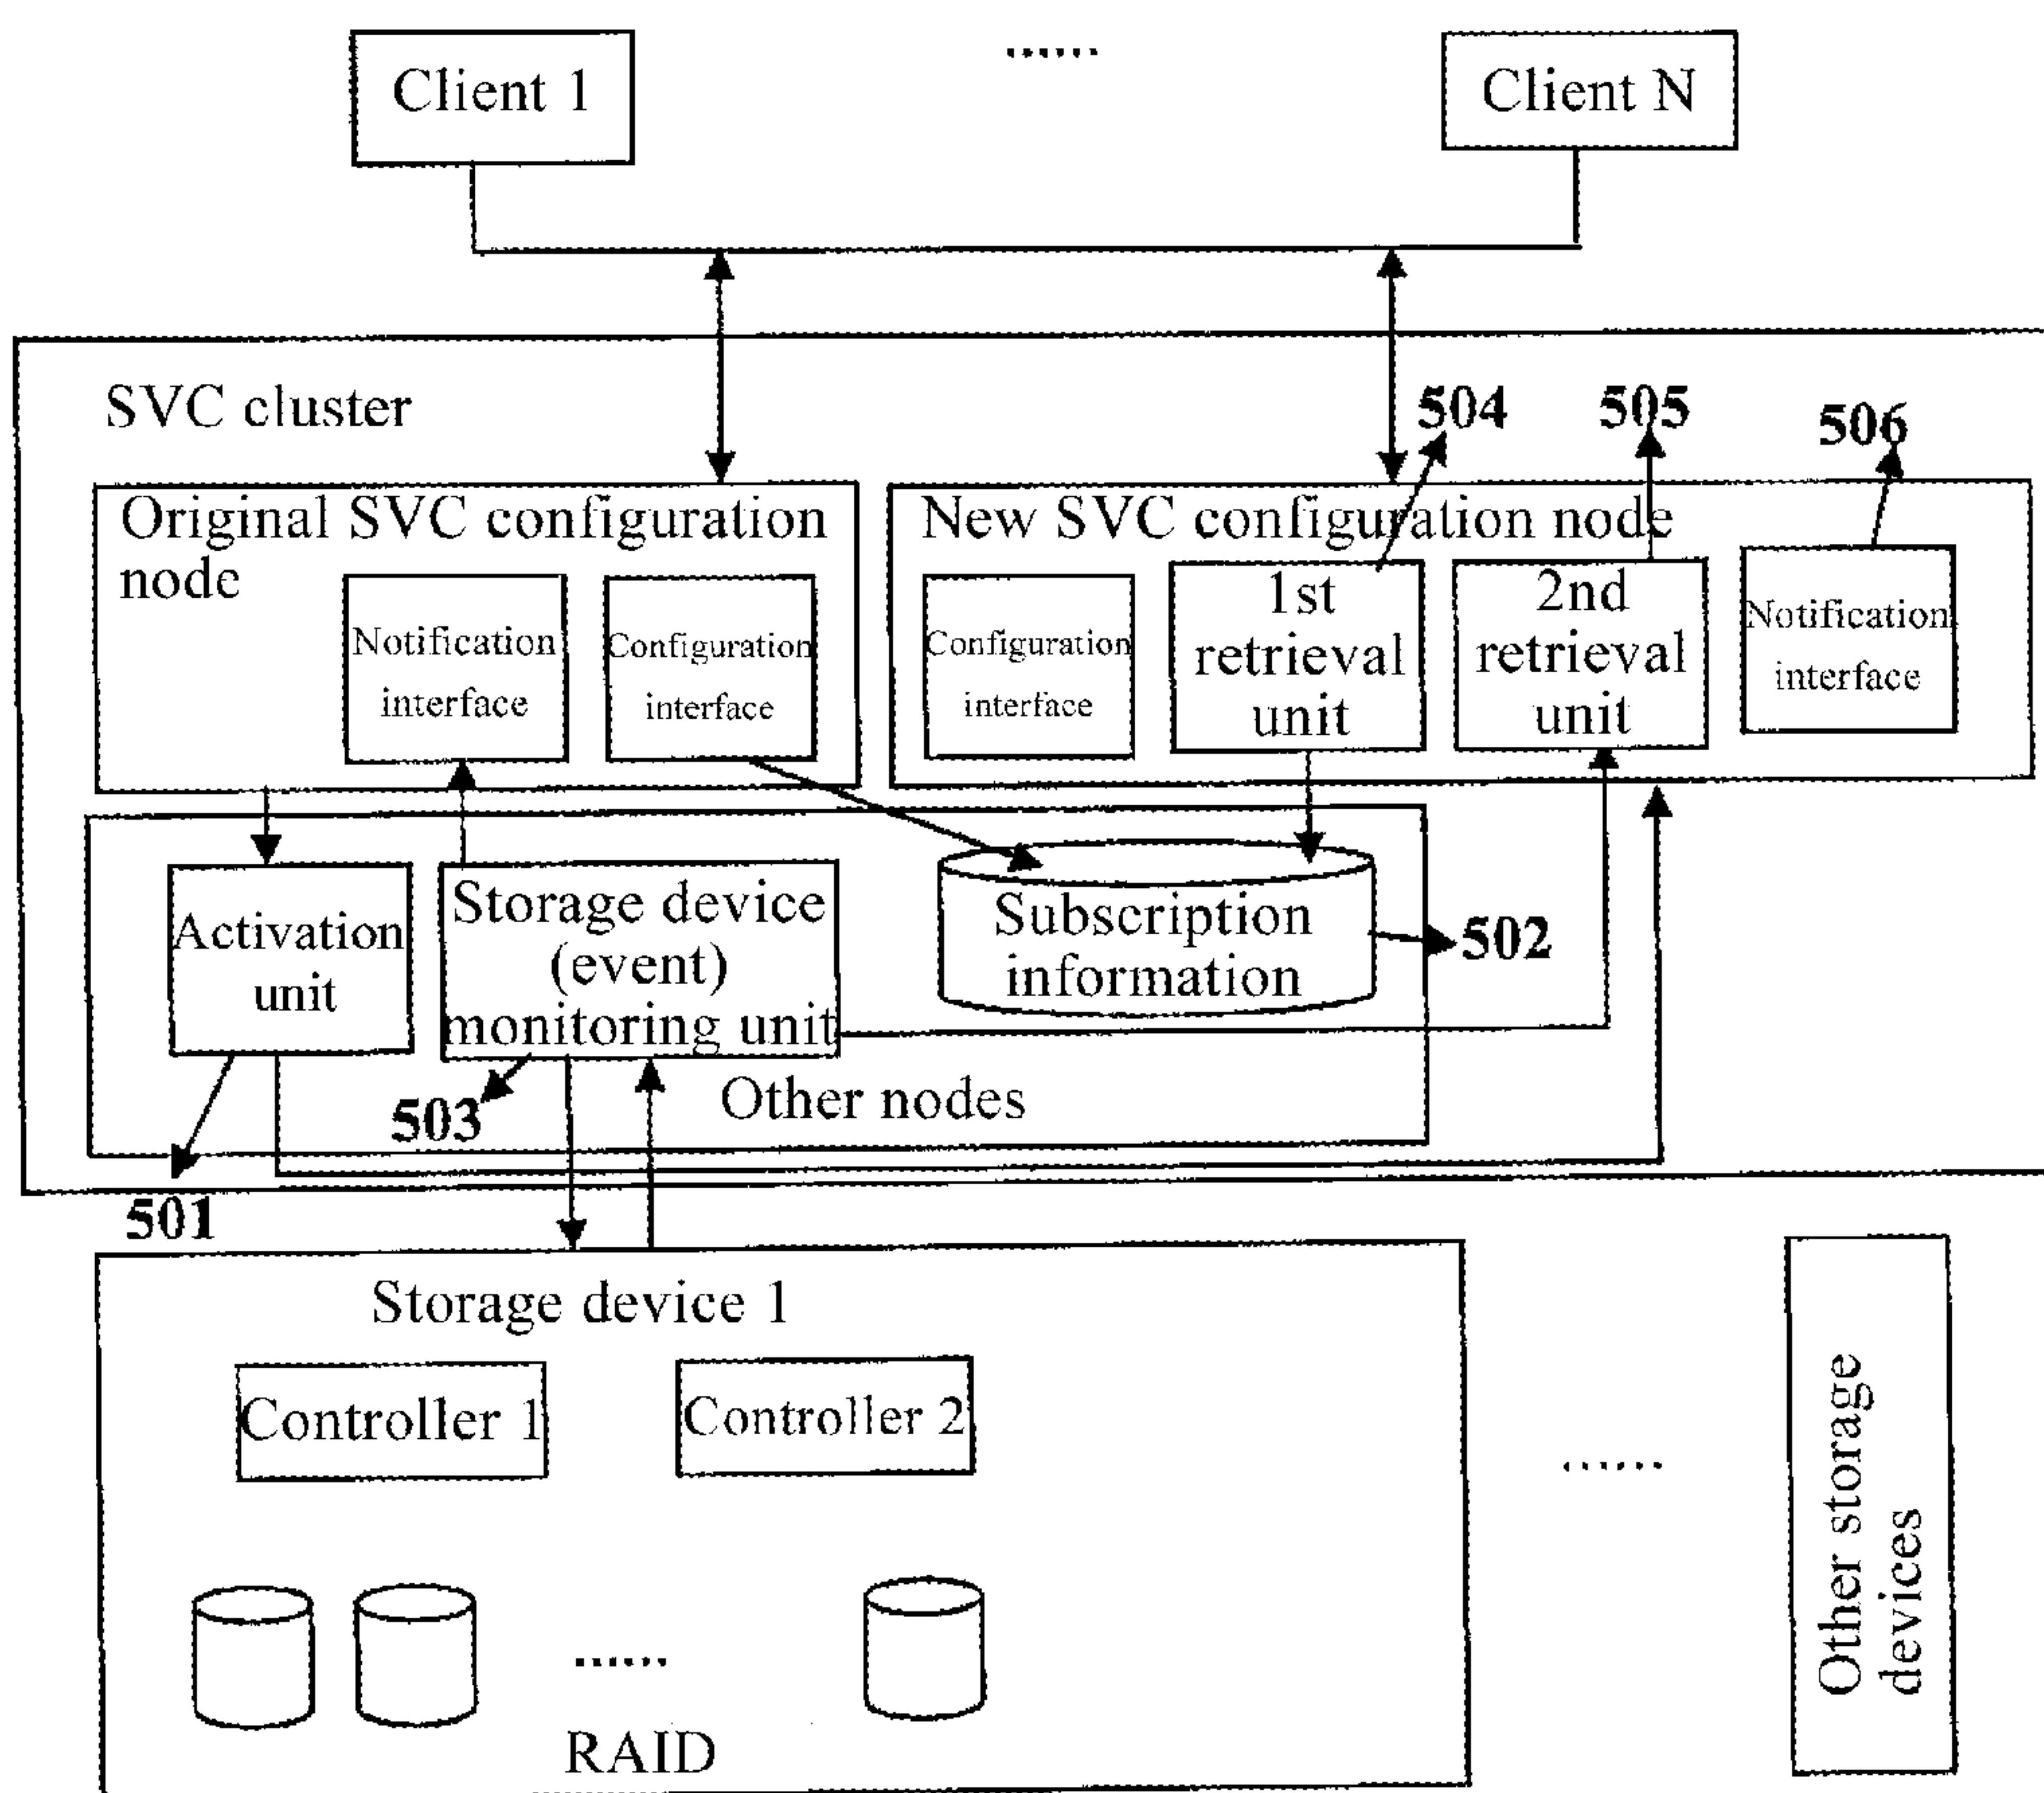 Client 1
......
Client N
SVC cluster
504
505
506
Original SVC configuration
node
Notification
interface
Configuration
interface
New SVC configuration node
Configuration
interface
1st
retrieval
unit
2nd
retrieval
unit
Notification
interface
Activation
unit
Storage device
(event)
monitoring unit
Subscription
information
502
503
Other nodes
501
Storage device 1
Controller 1
Controller 2
......
RAID
......
Other storage
devices